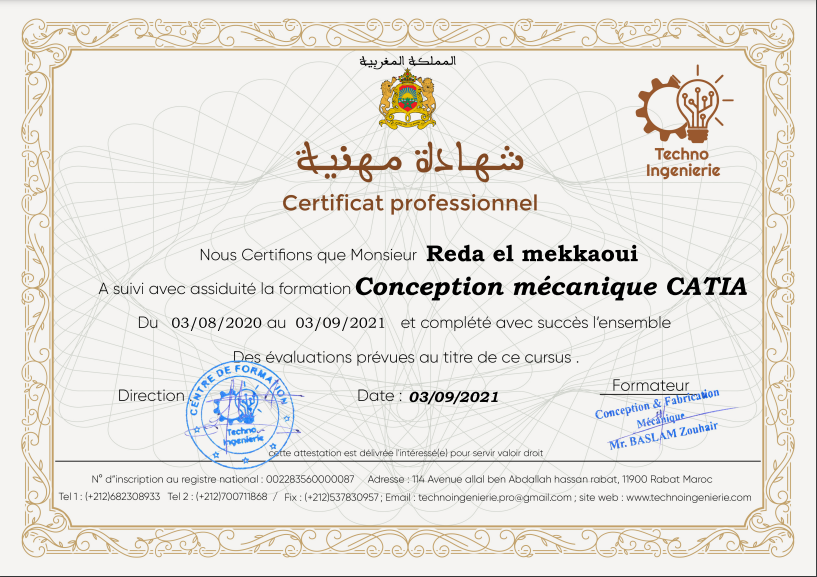 المملكة المغربية
شهادة مهنية
Techno
Ingenierie
Certificat professionnel
Nous Certifions que Monsieur Reda el mekkaoui
A suivi avec assiduité la formation Conception mécanique CATIA
Du 03/08/2020 au 03/09/2021 et complété avec succès l'ensemble
Des évaluations prévues au titre de ce cursus .
Direction
CENTRE DE FORMATION
Techno
Ingenierie
Date : 03/09/2021
Formateur
Conception & Fabrication
Mécanique
Mr. BASLAM Zouhair
cette attestation est délivrée l'intéressé(e) pour servir valoir droit
N° d"inscription au registre national : 002283560000087 Adresse : 114 Avenue allal ben Abdallah hassan rabat, 11900 Rabat Maroc
Tel 1 : (+212)682308933 Tel 2 : (+212)700711868 / Fix : (+212)537830957 ; Email : technoingenierie.pro@gmail.com ; site web : www.technoingenierie.com